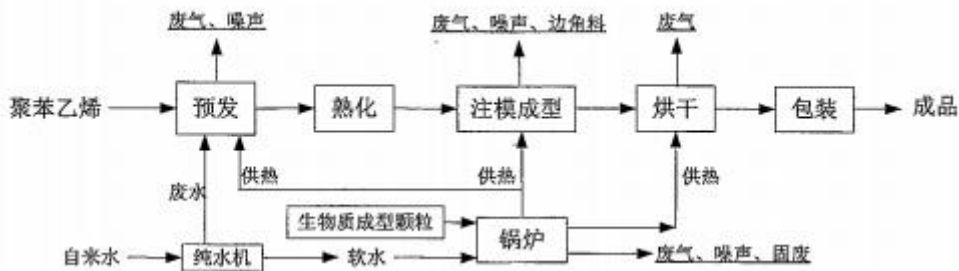 废气、噪声
废气、噪声、边角料
废气
聚苯乙烯
预发
熟化
注模成型
烘干
包装
成品
供热
供热
供热
废水
生物质成型颗粒
锅炉
自米水
纯水机
软水
废气、噪声、固废